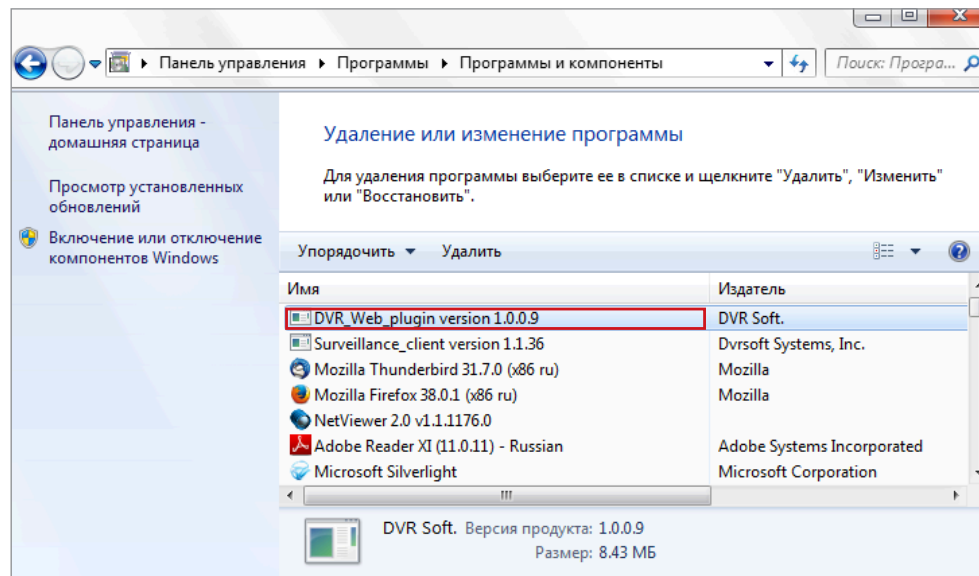 Панель управления ▸ Программы ▸ Программы и компоненты
Поиск: Програ...
Панель управления -
домашняя страница
Просмотр установленных
обновлений
Включение или отключение
компонентов Windows
Удаление или изменение программы
Для удаления программы выберите ее в списке и щелкните "Удалить", "Изменить"
или "Восстановить".
Упорядочить Удалить
Имя Издатель
DVR_Web_plugin version 1.0.0.9 DVR Soft.
Surveillance_client version 1.1.36 Dvrsoft Systems, Inc.
Mozilla Thunderbird 31.7.0 (x86 ru) Mozilla
Mozilla Firefox 38.0.1 (x86 ru) Mozilla
NetViewer 2.0 v1.1.1176.0
Adobe Reader XI (11.0.11) - Russian Adobe Systems Incorporated
Microsoft Silverlight Microsoft Corporation
DVR Soft. Версия продукта: 1.0.0.9
Размер: 8.43 МБ